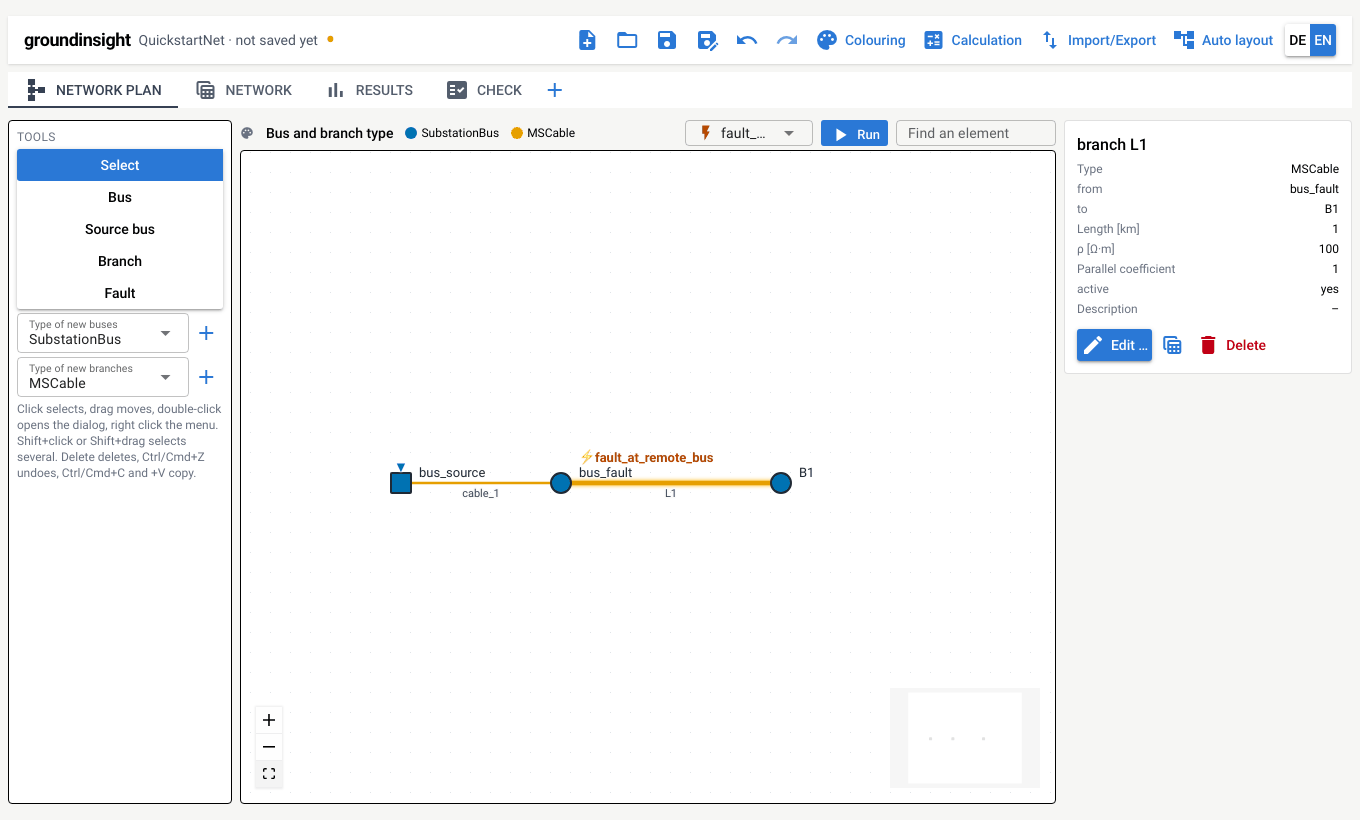 groundinsight QuickstartNet · not saved yet Colouring Calculation Import/Export Auto layout DE EN
NETWORK PLAN NETWORK RESULTS CHECK
TOOLS
Select
Bus
Source bus
Branch
Fault
Type of new buses
SubstationBus
Type of new branches
MSCable
Click selects, drag moves, double-click
opens the dialog, right click the menu.
Shift+click or Shift+drag selects
several. Delete deletes, Ctrl/Cmd+Z
undoes, Ctrl/Cmd+C and +V copy.
Bus and branch type SubstationBus MSCable fault_... Run Find an element
fault_at_remote_bus
bus_source bus_fault B1
cable_1 L1
branch L1
Type MSCable
from bus_fault
to B1
Length [km] 1
ρ [Ω·m] 100
Parallel coefficient 1
active yes
Description –
Edit ... Delete